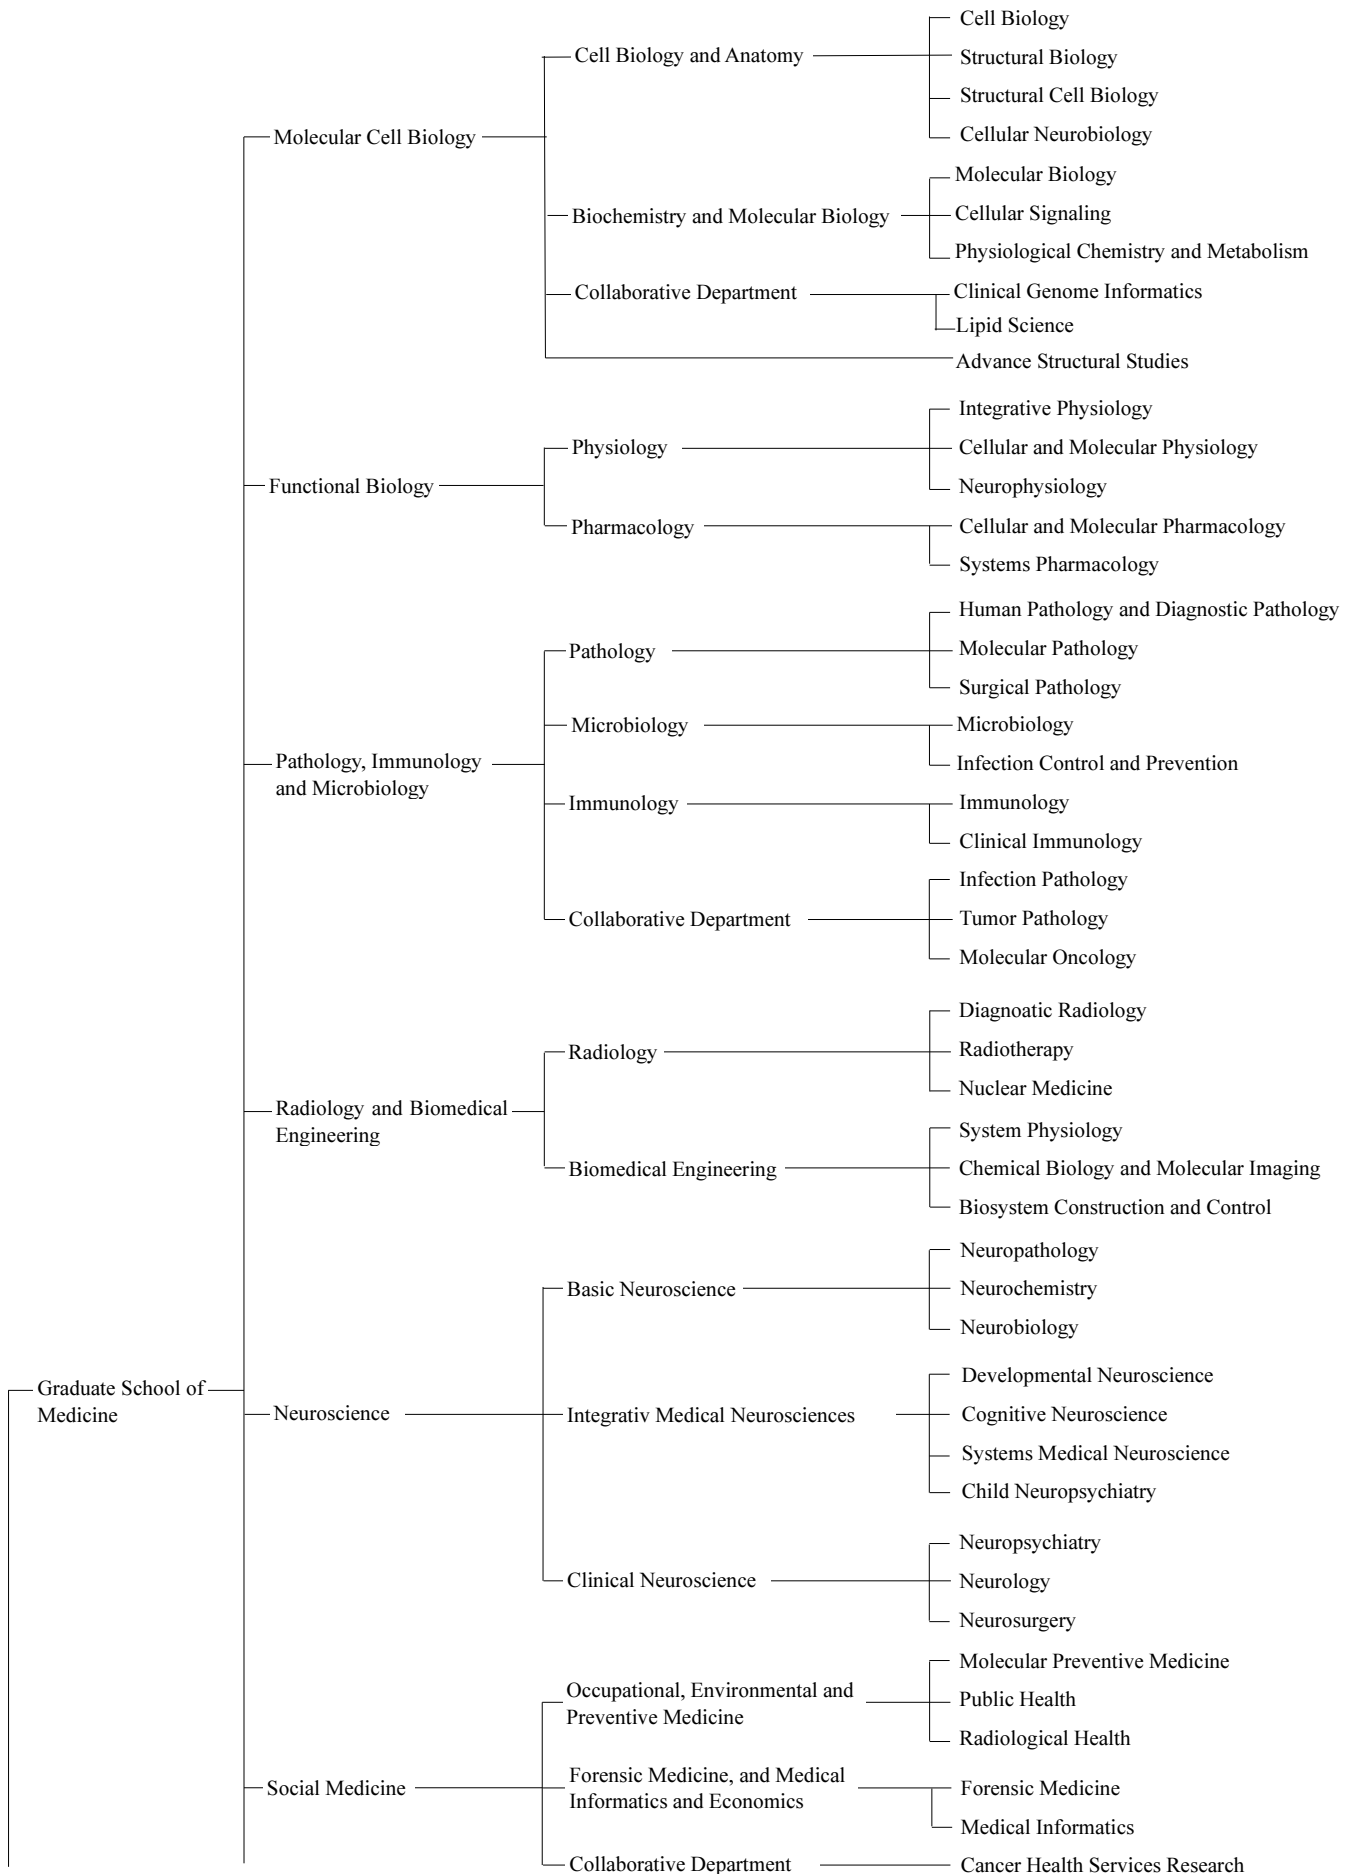 Cell Biology
Cell Biology and Anatomy
Structural Biology
Structural Cell Biology
Cellular Neurobiology
Molecular Cell Biology
Molecular Biology
Biochemistry and Molecular Biology
Cellular Signaling
Physiological Chemistry and Metabolism
Collaborative Department
Clinical Genome Informatics
Lipid Science
Advance Structural Studies
Integrative Physiology
Physiology
Cellular and Molecular Physiology
Functional Biology
Neurophysiology
Pharmacology
Cellular and Molecular Pharmacology
Systems Pharmacology
Human Pathology and Diagnostic Pathology
Pathology
Molecular Pathology
Surgical Pathology
Microbiology
Microbiology
Pathology, Immunology
and Microbiology
Infection Control and Prevention
Immunology
Immunology
Clinical Immunology
Infection Pathology
Collaborative Department
Tumor Pathology
Molecular Oncology
Diagnoatic Radiology
Radiology
Radiotherapy
Nuclear Medicine
Radiology and Biomedical
Engineering
System Physiology
Biomedical Engineering
Chemical Biology and Molecular Imaging
Biosystem Construction and Control
Neuropathology
Basic Neuroscience
Neurochemistry
Neurobiology
Graduate School of
Medicine
Developmental Neuroscience
Neuroscience
Integrativ Medical Neurosciences
Cognitive Neuroscience
Systems Medical Neuroscience
Child Neuropsychiatry
Neuropsychiatry
Clinical Neuroscience
Neurology
Neurosurgery
Molecular Preventive Medicine
Occupational, Environmental and
Preventive Medicine
Public Health
Radiological Health
Social Medicine
Forensic Medicine, and Medical
Informatics and Economics
Forensic Medicine
Medical Informatics
Collaborative Department
Cancer Health Services Research